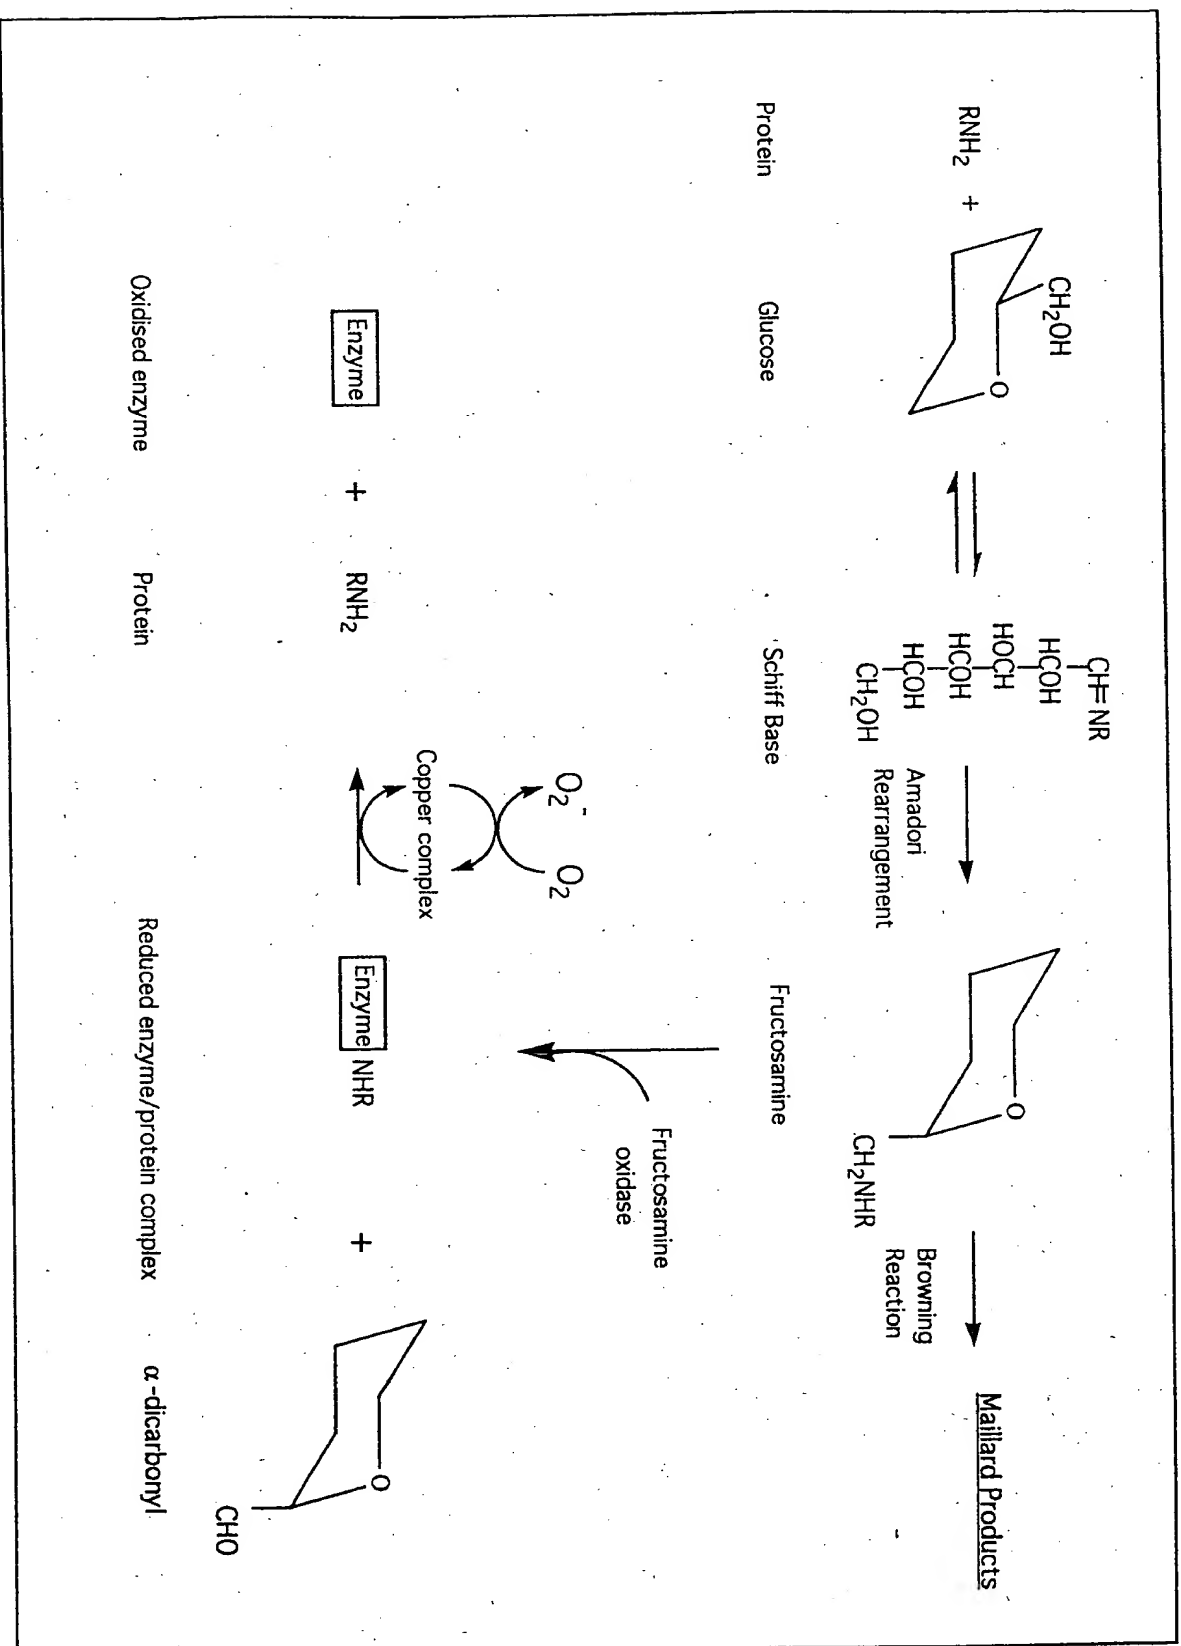 RNH2 +
CH2OH
O
CH=NR
HCOH
HOCH
HCOH
HCOH
CH2OH
Amadori
Rearrangement
O
CH2NHR
Browning
Reaction
Maillard Products
Protein
Glucose
Schiff Base
Fructosamine
Fructosamine
oxidase
O2-
O2
Copper complex
Enzyme
+
RNH2
Enzyme NHR
+
O
CHO
Oxidised enzyme
Protein
Reduced enzyme/protein complex
α-dicarbonyl